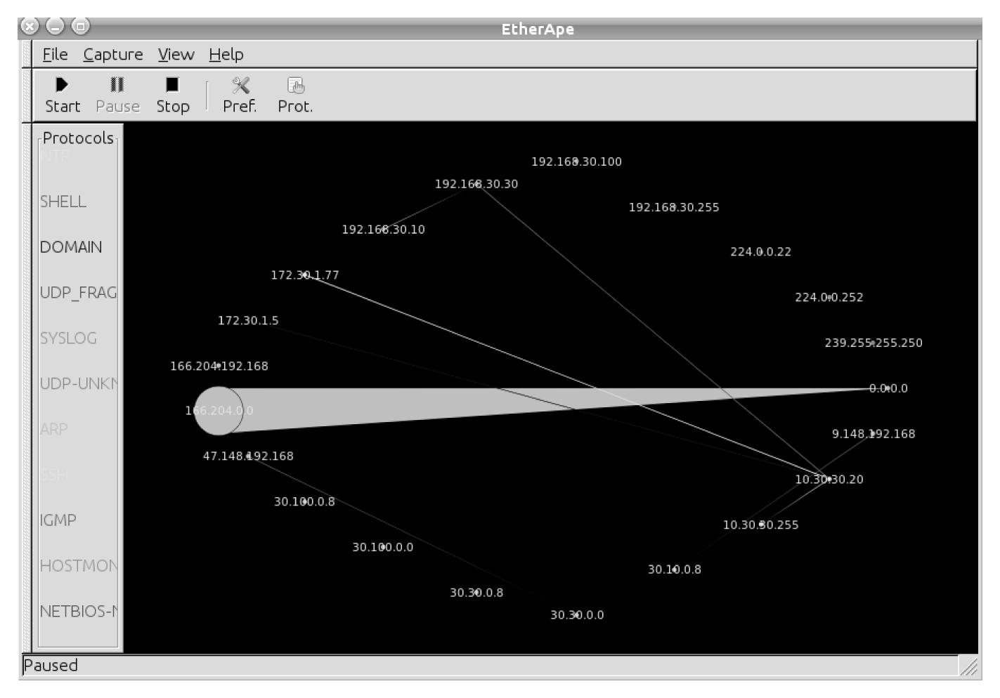 EtherApe
File Capture View Help
Start Pause Stop Pref. Prot.
Protocols
NTP
SHELL
DOMAIN
UDP_FRAG
SYSLOG
UDP-UNKN
ARP
SSH
IGMP
HOSTMON
NETBIOS-N
192.168.30.100
192.168.30.30
192.168.30.255
192.168.30.10
224.0.0.22
172.30.1.77
224.0.0.252
172.30.1.5
239.255.255.250
166.204.192.168
0.0.0.0
166.204.0.0
9.148.192.168
47.148.192.168
10.30.30.20
30.100.0.8
10.30.30.255
30.100.0.0
30.10.0.8
30.30.0.8
30.30.0.0
Paused